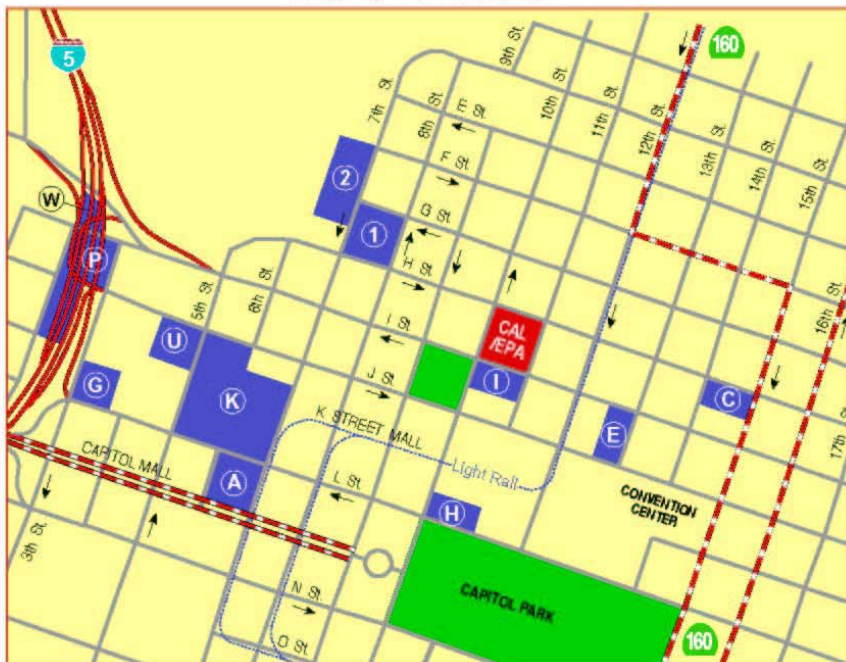 5
160
9th St.
7th St.
8th St.
10th St.
11th St.
12th St.
13th St.
14th St.
15th St.
16th St.
17th
E St.
F St.
G St.
H St.
I St.
J St.
K STREET MALL
L St.
N St.
O St.
5th St.
6th St.
3th St.
CAPITOL MALL
Light Rail
W
P
U
G
K
A
2
1
CAL
/EPA
I
E
C
H
CONVENTION
CENTER
CAPITOL PARK
160